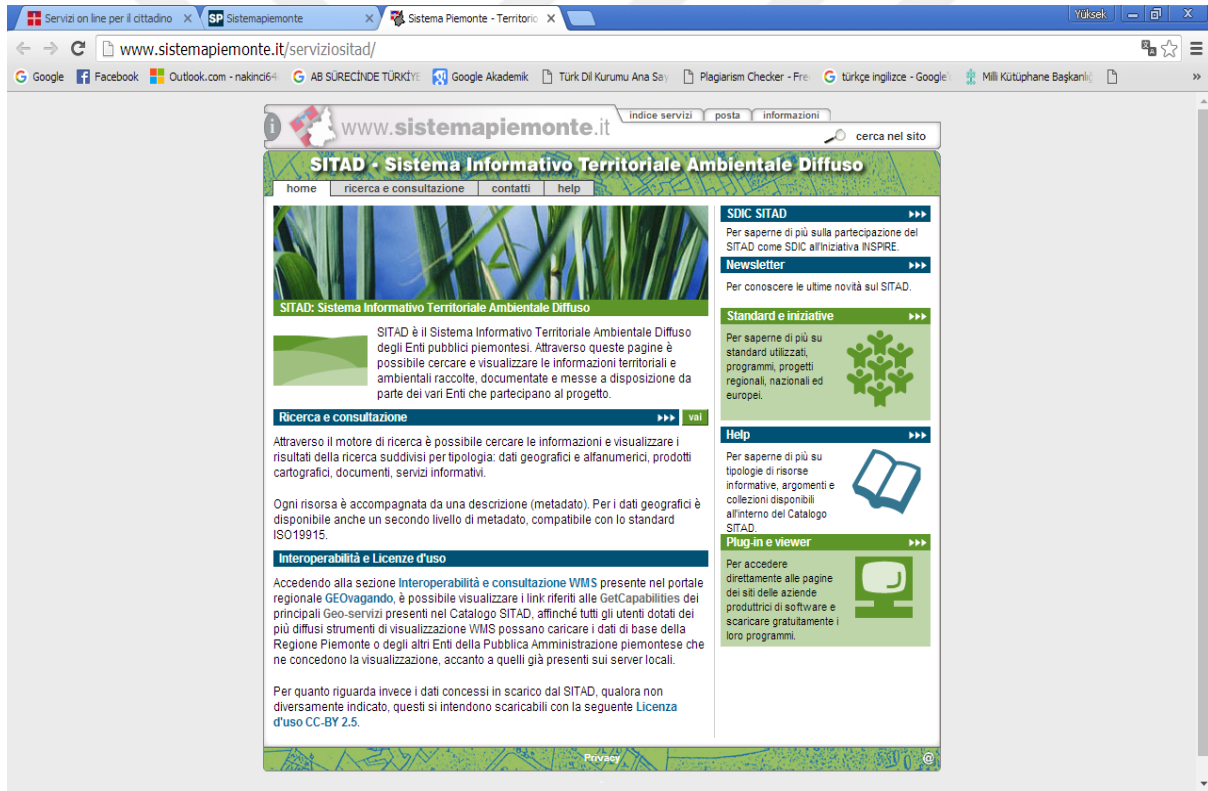 Servizi on line per il cittadino
Sistemapiemonte
Sistema Piemonte - Territorio
Yüksek
www.sistemapiemonte.it/serviziositad/
Google
Facebook
Outlook.com - nakinci64
AB SÜRECİNDE TÜRKİYE
Google Akademik
Türk Dil Kurumu Ana Say
Plagiarism Checker - Fre
türkçe ingilizce - Google
Milli Kütüphane Başkanlığ
»
www.sistemapiemonte.it
indice servizi
posta
informazioni
cerca nel sito
SITAD - Sistema Informativo Territoriale Ambientale Diffuso
home
ricerca e consultazione
contatti
help
SITAD: Sistema Informativo Territoriale Ambientale Diffuso
SITAD è il Sistema Informativo Territoriale Ambientale Diffuso
degli Enti pubblici piemontesi. Attraverso queste pagine è
possibile cercare e visualizzare le informazioni territoriali e
ambientali raccolte, documentate e messe a disposizione da
parte dei vari Enti che partecipano al progetto.
Ricerca e consultazione
vai
Attraverso il motore di ricerca è possibile cercare le informazioni e visualizzare i
risultati della ricerca suddivisi per tipologia: dati geografici e alfanumerici, prodotti
cartografici, documenti, servizi informativi.
Ogni risorsa è accompagnata da una descrizione (metadato). Per i dati geografici è
disponibile anche un secondo livello di metadato, compatibile con lo standard
ISO19915.
Interoperabilità e Licenze d'uso
Accedendo alla sezione Interoperabilità e consultazione WMS presente nel portale
regionale GEOvagando, è possibile visualizzare i link riferiti alle GetCapabilities dei
principali Geo-servizi presenti nel Catalogo SITAD, affinché tutti gli utenti dotati dei
più diffusi strumenti di visualizzazione WMS possano caricare i dati di base della
Regione Piemonte o degli altri Enti della Pubblica Amministrazione piemontese che
ne concedono la visualizzazione, accanto a quelli già presenti sui server locali.
Per quanto riguarda invece i dati concessi in scarico dal SITAD, qualora non
diversamente indicato, questi si intendono scaricabili con la seguente Licenza
d'uso CC-BY 2.5.
SDIC SITAD
Per saperne di più sulla partecipazione del
SITAD come SDIC all'Iniziativa INSPIRE.
Newsletter
Per conoscere le ultime novità sul SITAD.
Standard e iniziative
Per saperne di più su
standard utilizzati,
programmi, progetti
regionali, nazionali ed
europei.
Help
Per saperne di più su
tipologie di risorse
informative, argomenti e
collezioni disponibili
all'interno del Catalogo
SITAD.
Plug-in e viewer
Per accedere
direttamente alle pagine
dei siti delle aziende
produttrici di software e
scaricare gratuitamente i
loro programmi.
Privacy
@